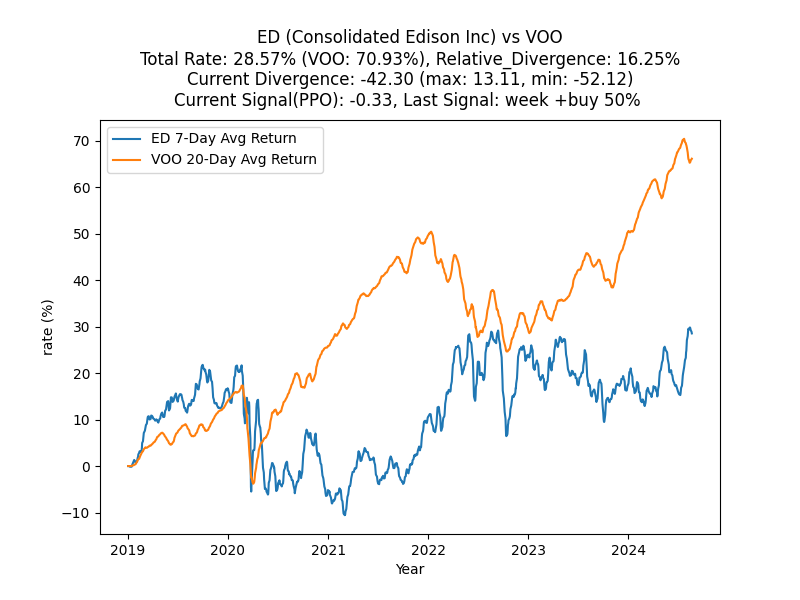 ED (Consolidated Edison Inc) vs VOO
Total Rate: 28.57% (VOO: 70.93%), Relative_Divergence: 16.25%
Current Divergence: -42.30 (max: 13.11, min: -52.12)
Current Signal(PPO): -0.33, Last Signal: week +buy 50%
ED 7-Day Avg Return
VOO 20-Day Avg Return
70
60
50
40
30
20
10
0
−10
rate (%)
2019 2020 2021 2022 2023 2024
Year